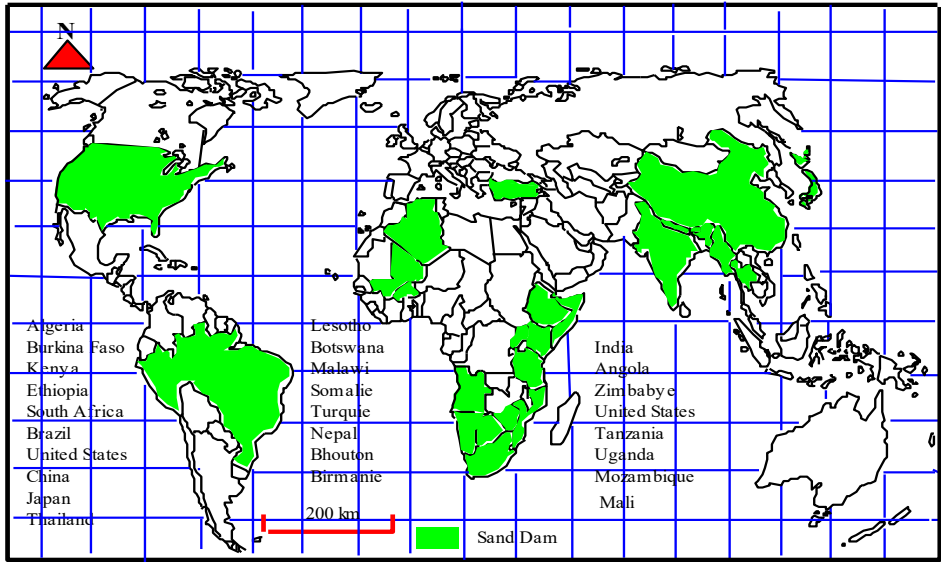 N
Algeria
Burkina Faso
Kenya
Ethiopia
South Africa
Brazil
United States
China
Japan
Thailand
Lesotho
Botswana
Malawi
Somalie
Turquie
Nepal
Bhouton
Birmanie
India
Angola
Zimbabye
United States
Tanzania
Uganda
Mozambique
Mali
200 km
Sand Dam